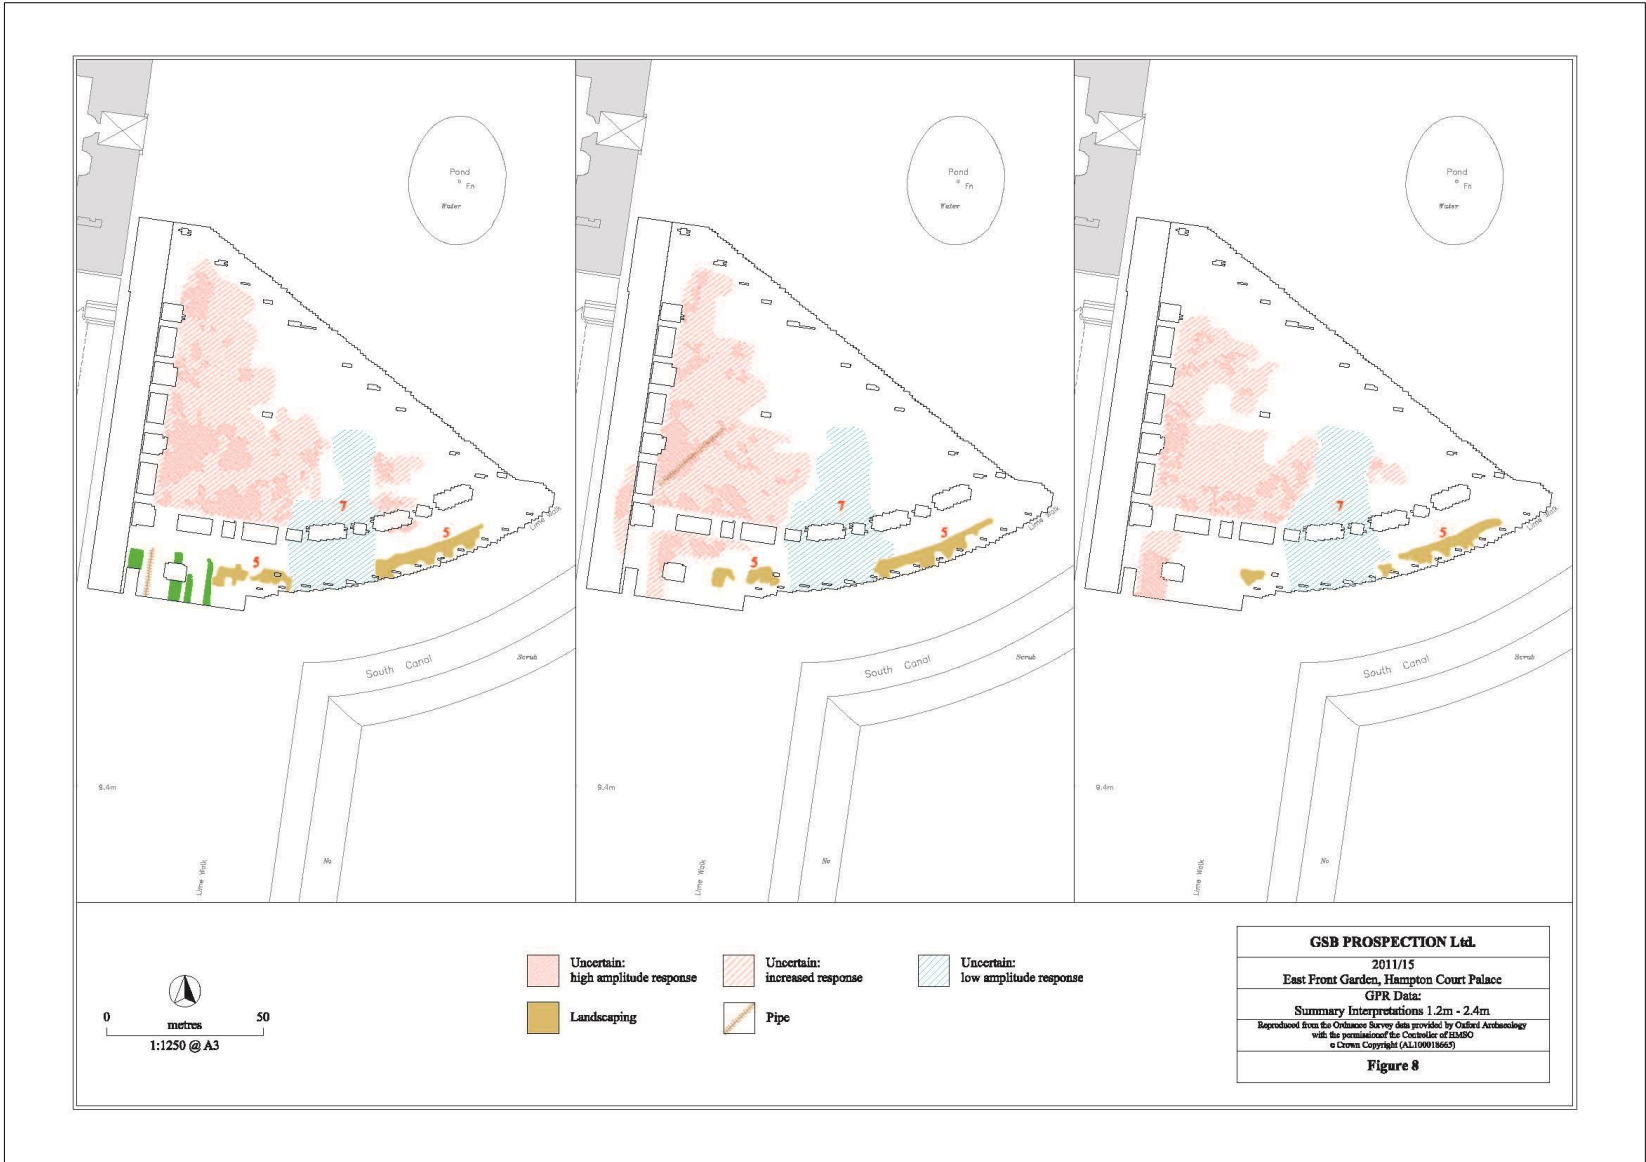 Pond
Fn
Water
7
5
5
Lime Walk
South Canal
Scrub
9.4m
Lime Walk
No
Pond
Fn
Water
7
5
5
Lime Walk
South Canal
Scrub
9.4m
Lime Walk
No
Pond
Fn
Water
7
5
Lime Walk
South Canal
Scrub
9.4m
Lime Walk
No
0 50
metres
1:1250 @ A3
Uncertain:
high amplitude response
Uncertain:
increased response
Uncertain:
low amplitude response
Landscaping
Pipe
GSB PROSPECTION Ltd.
2011/15
East Front Garden, Hampton Court Palace
GPR Data:
Summary Interpretations 1.2m - 2.4m
Reproduced from the Ordnance Survey data provided by Oxford Archaeology
with the permission of the Controller of HMSO
© Crown Copyright (AL100018665)
Figure 8